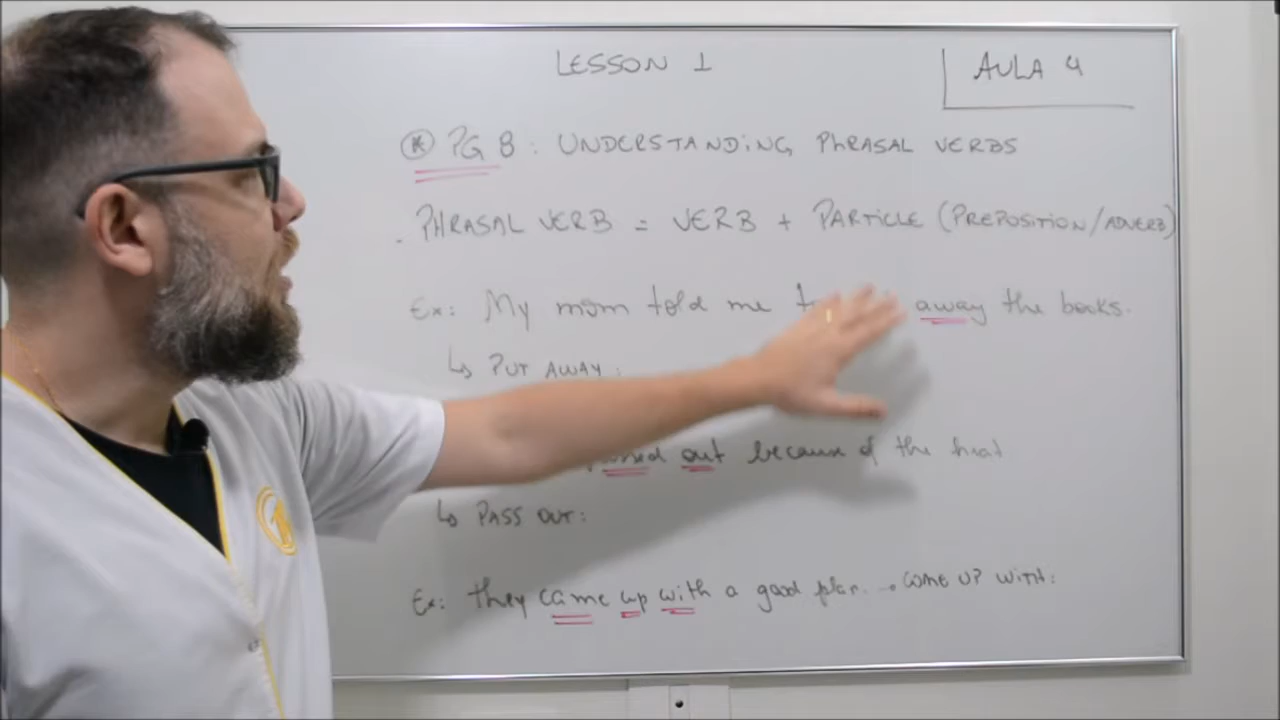 LESSON 1
AULA 4
* PG 8: UNDERSTANDING PHRASAL VERBS
. PHRASAL VERB = VERB + PARTICLE (PREPOSITION/ADVERB)
Ex: My mom told me away the books.
↳ PUT AWAY:
out because of the heat
↳ PASS OUT:
Ex: they came up with a good plan. → COME UP WITH: